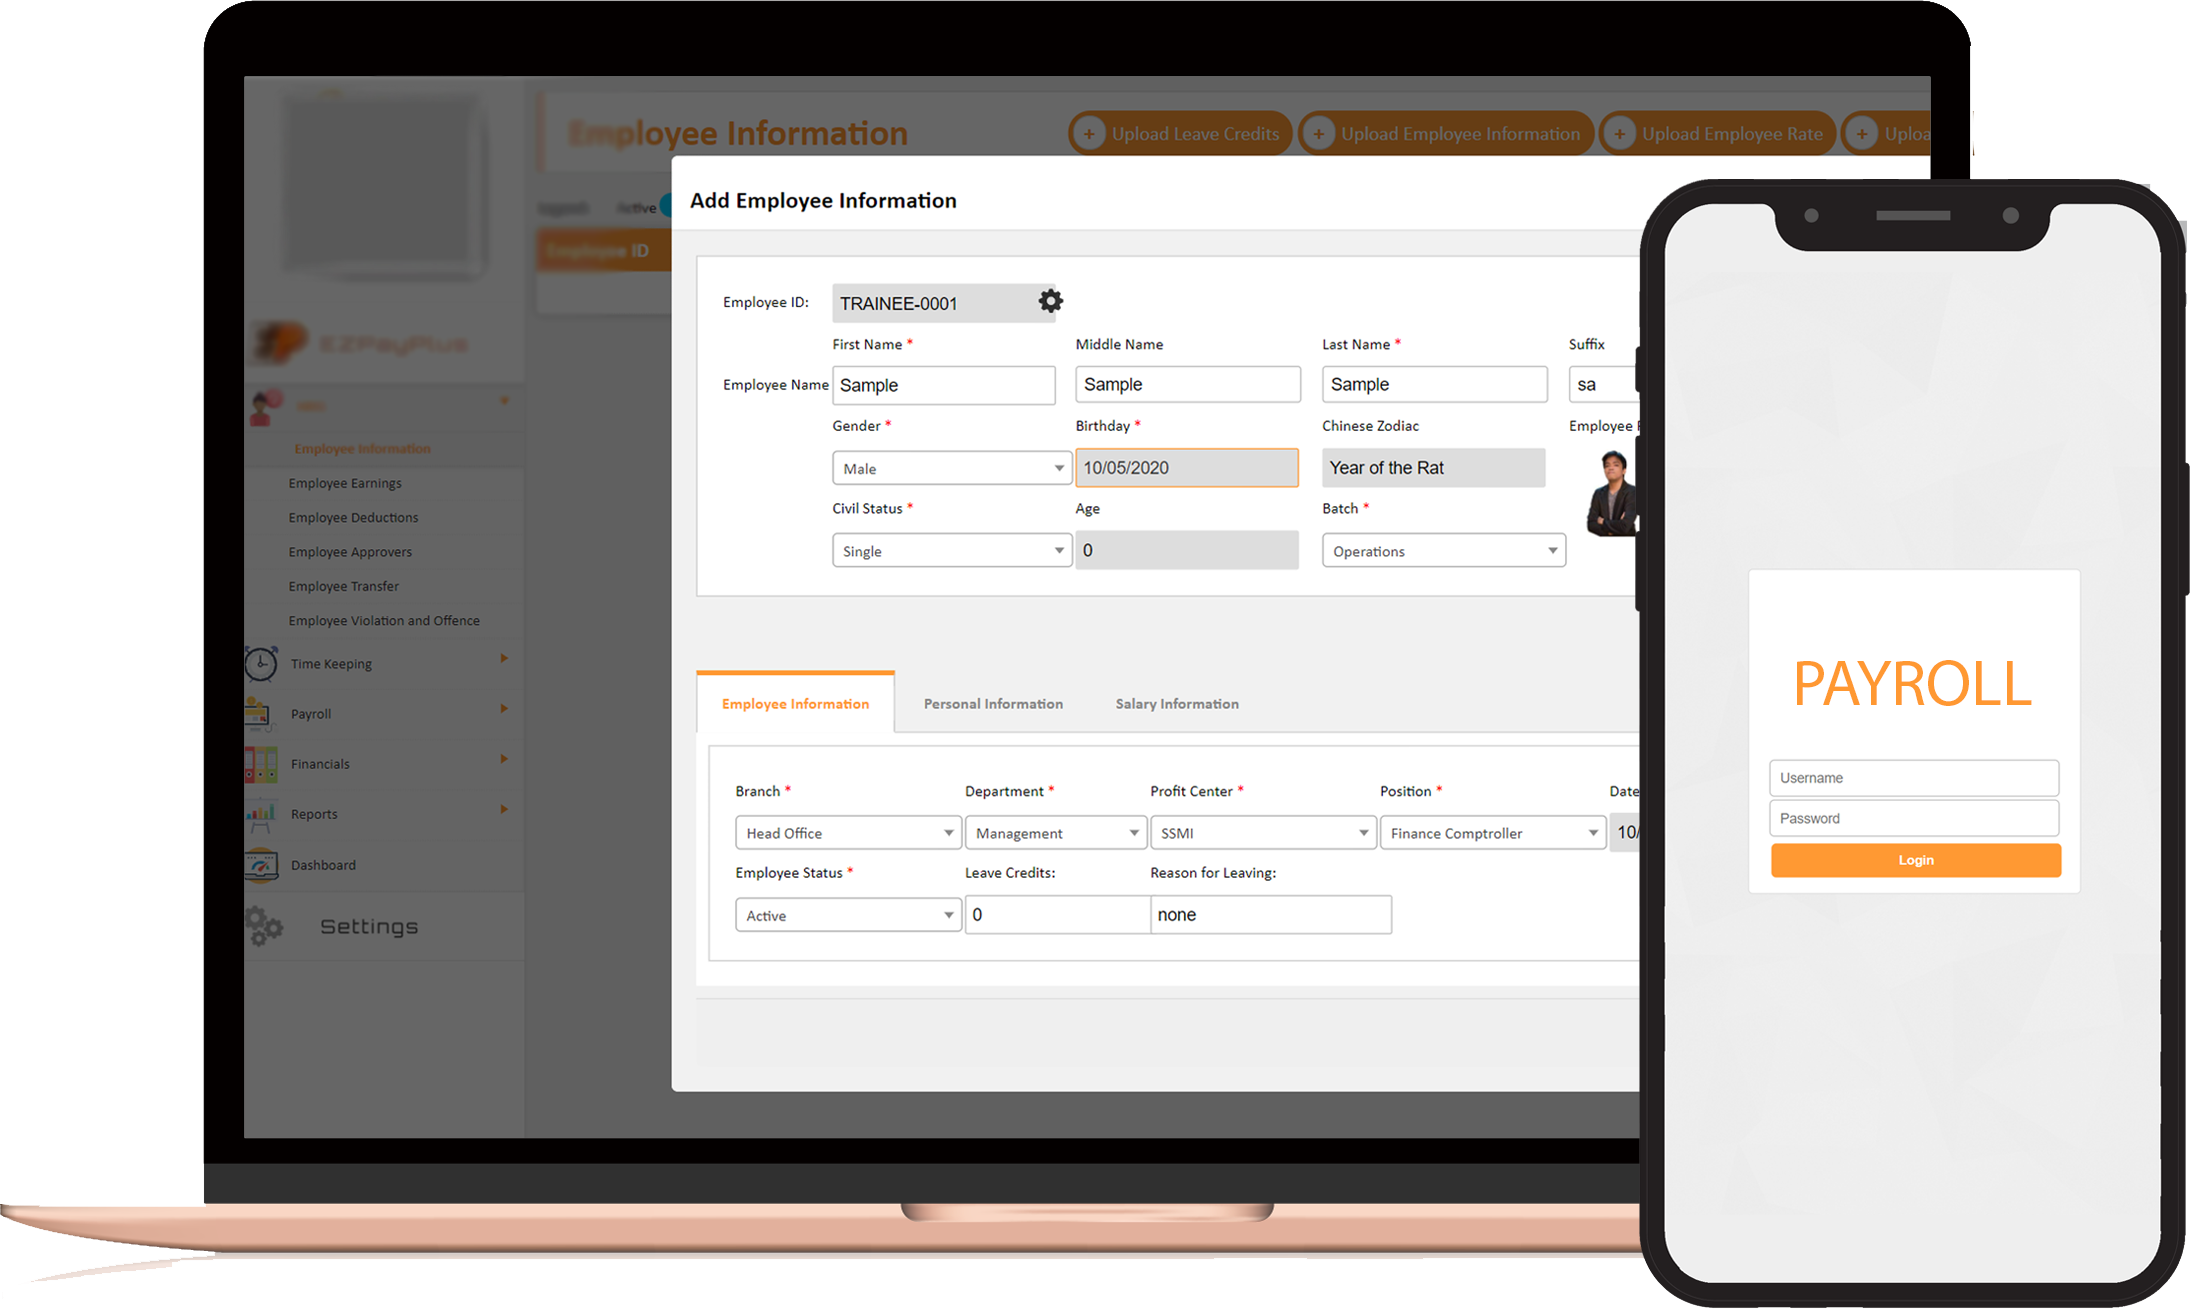 Employee Information
Upload Leave Credits
Upload Employee Information
Upload Employee Rate
Uplo
Active
Employee ID
EZPayPlus
Employee Information
Employee Earnings
Employee Deductions
Employee Approvers
Employee Transfer
Employee Violation and Offence
Time Keeping
Payroll
Financials
Reports
Dashboard
Settings
Add Employee Information
Employee ID: TRAINEE-0001
First Name * Middle Name Last Name * Suffix
Employee Name Sample Sample Sample sa
Gender * Birthday * Chinese Zodiac Employee
Male 10/05/2020 Year of the Rat
Civil Status * Age Batch *
Single 0 Operations
Employee Information Personal Information Salary Information
Branch * Department * Profit Center * Position * Date
Head Office Management SSMI Finance Comptroller 10/
Employee Status * Leave Credits: Reason for Leaving:
Active 0 none
PAYROLL
Username
Password
Login